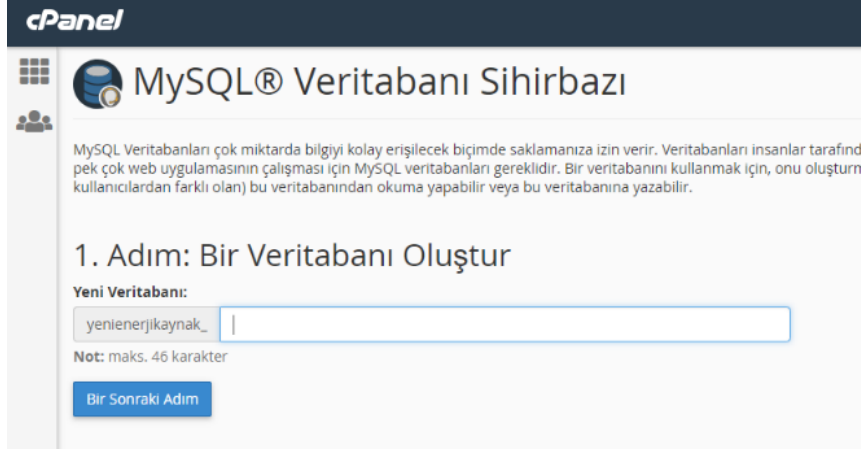 cPanel
MySQL® Veritabanı Sihirbazı
MySQL Veritabanları çok miktarda bilgiyi kolay erişilecek biçimde saklamanıza izin verir. Veritabanları insanlar
pek çok web uygulamasının çalışması için MySQL veritabanları gereklidir. Bir veritabanını kullanmak için, onu
kullanıcılardan farklı olan) bu veritabanından okuma yapabilir veya bu veritabanına yazabilir.
1. Adım: Bir Veritabanı Oluştur
Yeni Veritabanı:
yenienerjikaynak_
Not: maks. 46 karakter
Bir Sonraki Adım